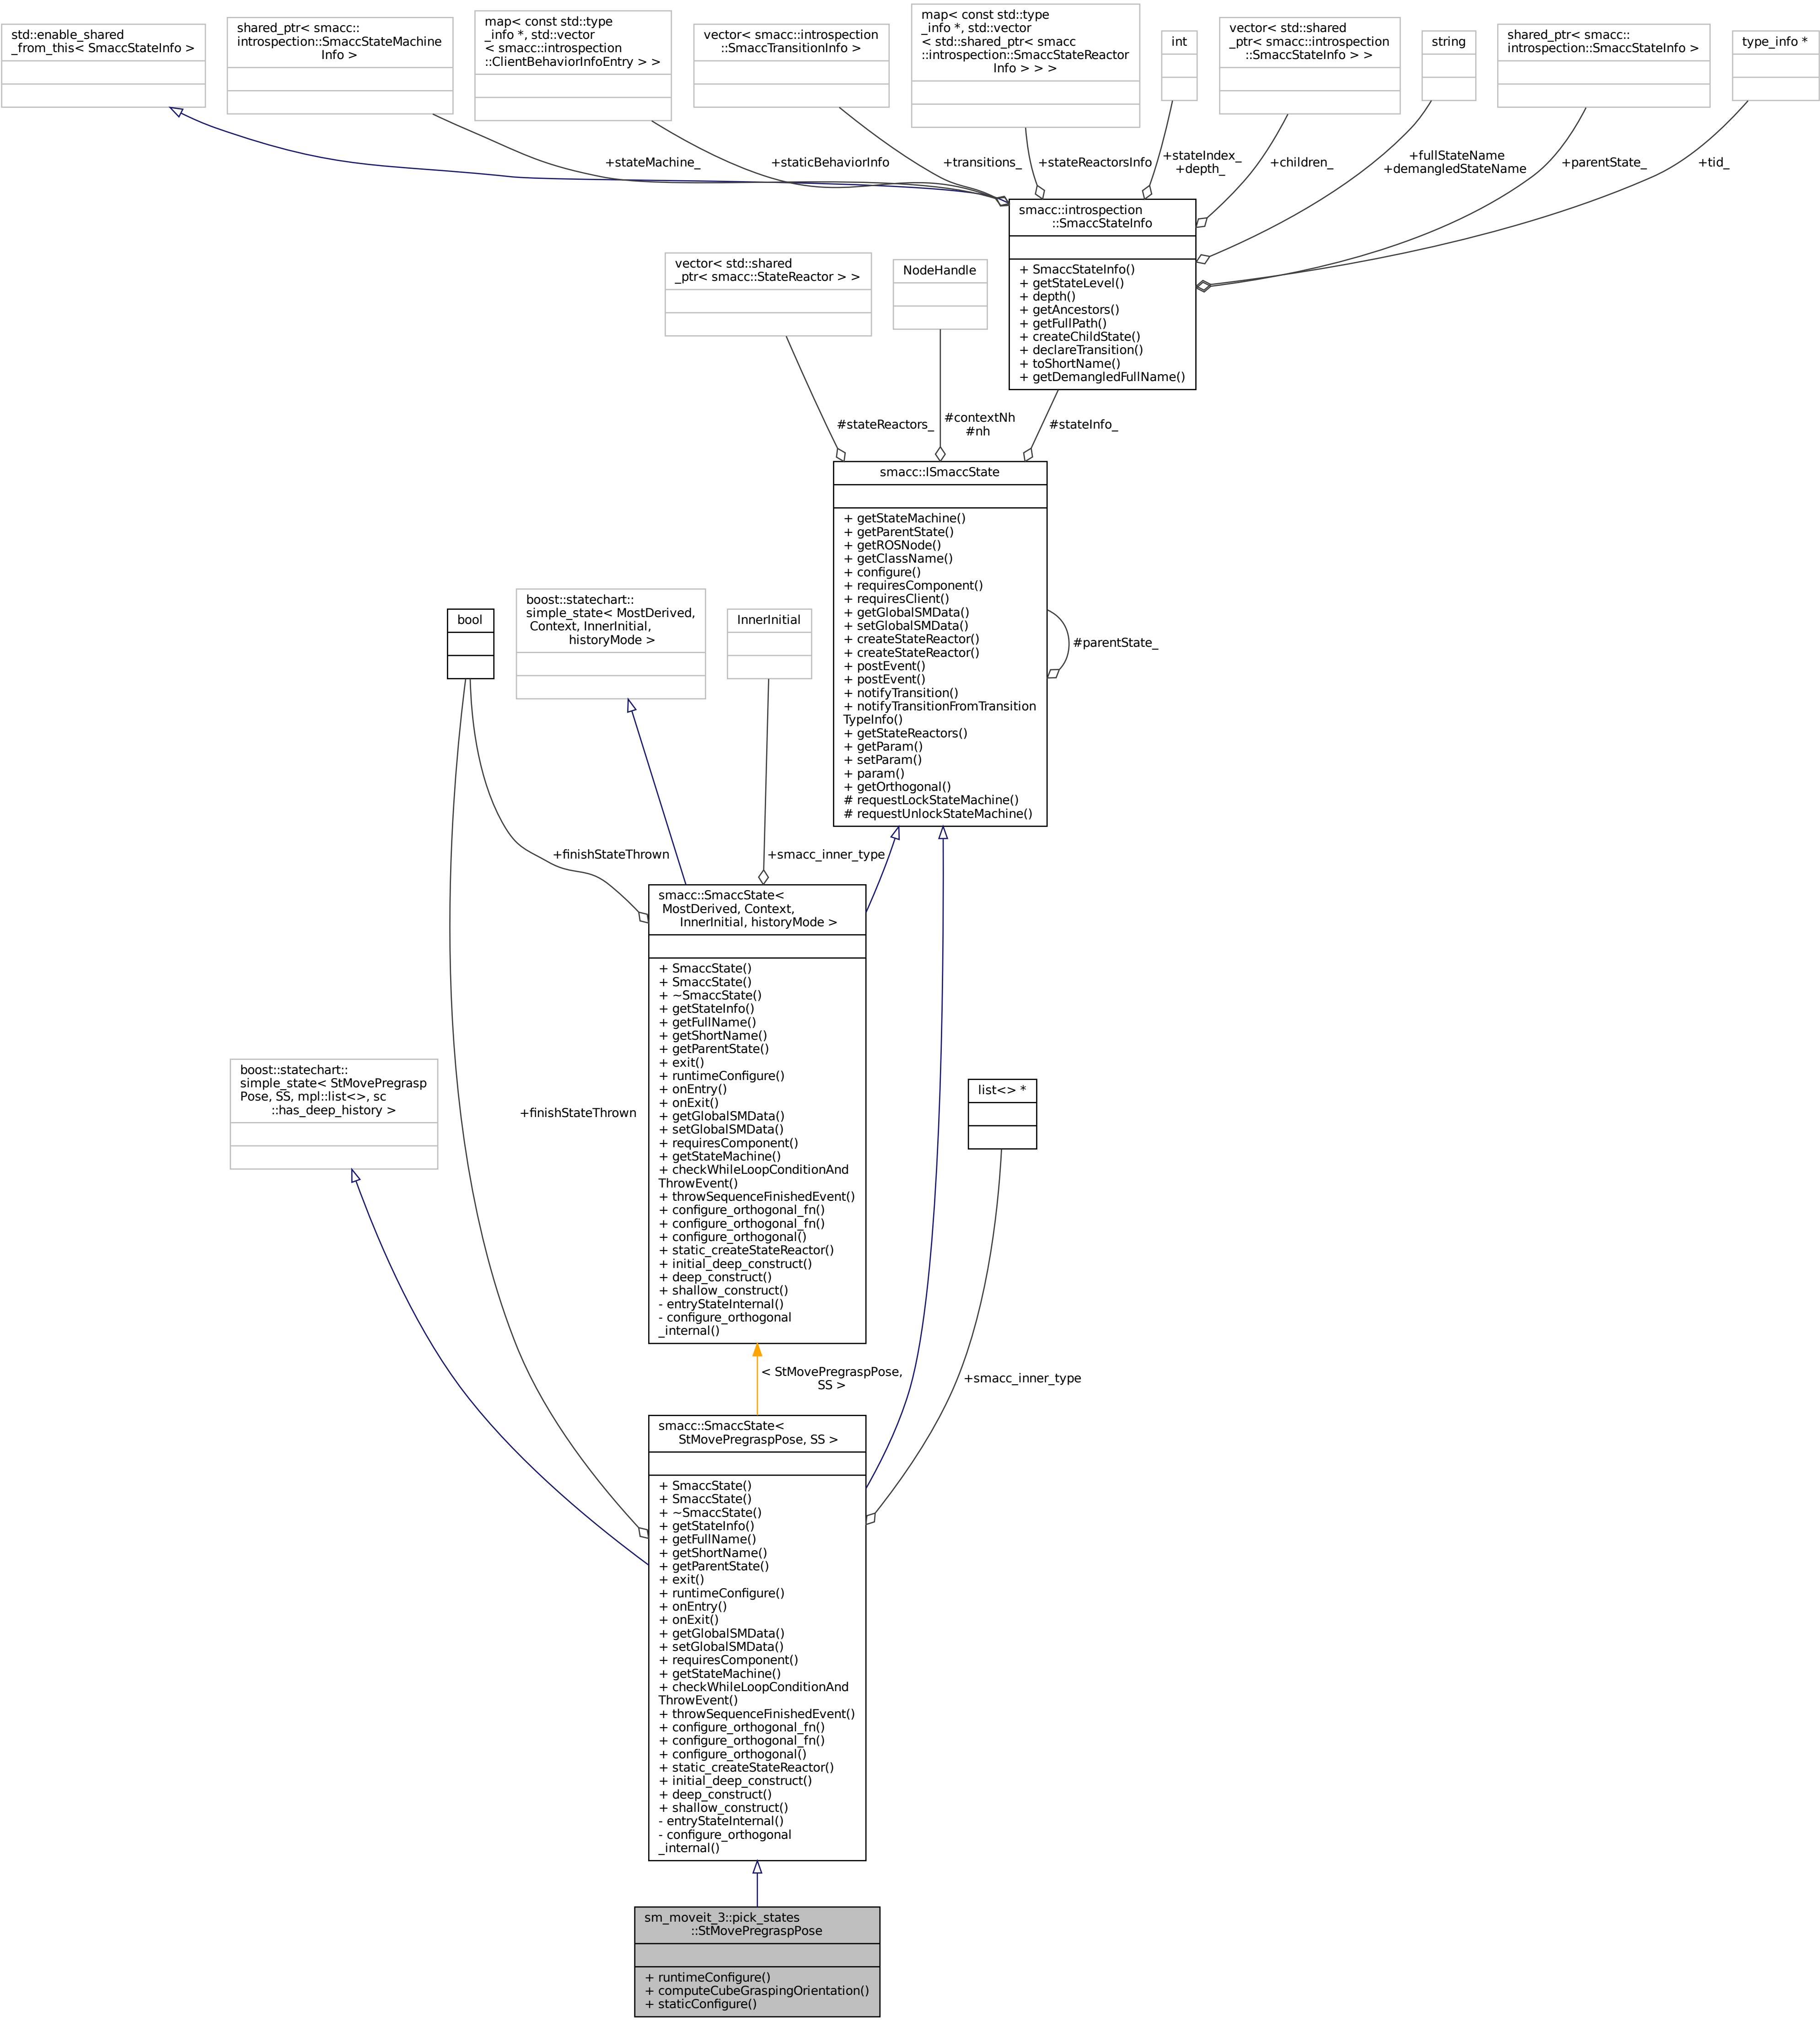 std::enable_shared
_from_this< SmaccStateInfo >
shared_ptr< smacc::
introspection::SmaccStateMachine
Info >
map< const std::type
_info *, std::vector
< smacc::introspection
::ClientBehaviorInfoEntry > >
vector< smacc::introspection
::SmaccTransitionInfo >
map< const std::type
_info *, std::vector
< std::shared_ptr< smacc
::introspection::SmaccStateReactor
Info > > >
int
vector< std::shared
_ptr< smacc::introspection
::SmaccStateInfo > >
string
shared_ptr< smacc::
introspection::SmaccStateInfo >
type_info *
+stateMachine_
+staticBehaviorInfo
+transitions_
+stateReactorsInfo
+stateIndex_
+depth_
+children_
+fullStateName
+demangledStateName
+parentState_
+tid_
smacc::introspection
::SmaccStateInfo
+ SmaccStateInfo()
+ getStateLevel()
+ depth()
+ getAncestors()
+ getFullPath()
+ createChildState()
+ declareTransition()
+ toShortName()
+ getDemangledFullName()
vector< std::shared
_ptr< smacc::StateReactor > >
NodeHandle
#stateReactors_
#contextNh
#nh
#stateInfo_
smacc::ISmaccState
+ getStateMachine()
+ getParentState()
+ getROSNode()
+ getClassName()
+ configure()
+ requiresComponent()
+ requiresClient()
+ getGlobalSMData()
+ setGlobalSMData()
+ createStateReactor()
+ createStateReactor()
+ postEvent()
+ postEvent()
+ notifyTransition()
+ notifyTransitionFromTransition
TypeInfo()
+ getStateReactors()
+ getParam()
+ setParam()
+ param()
+ getOrthogonal()
# requestLockStateMachine()
# requestUnlockStateMachine()
#parentState_
bool
boost::statechart::
simple_state< MostDerived,
Context, InnerInitial,
historyMode >
InnerInitial
+finishStateThrown
+smacc_inner_type
smacc::SmaccState<
MostDerived, Context,
InnerInitial, historyMode >
+ SmaccState()
+ SmaccState()
+ ~SmaccState()
+ getStateInfo()
+ getFullName()
+ getShortName()
+ getParentState()
+ exit()
+ runtimeConfigure()
+ onEntry()
+ onExit()
+ getGlobalSMData()
+ setGlobalSMData()
+ requiresComponent()
+ getStateMachine()
+ checkWhileLoopConditionAnd
ThrowEvent()
+ throwSequenceFinishedEvent()
+ configure_orthogonal_fn()
+ configure_orthogonal_fn()
+ configure_orthogonal()
+ static_createStateReactor()
+ initial_deep_construct()
+ deep_construct()
+ shallow_construct()
- entryStateInternal()
- configure_orthogonal
_internal()
boost::statechart::
simple_state< StMovePregrasp
Pose, SS, mpl::list<>, sc
::has_deep_history >
+finishStateThrown
list<> *
< StMovePregraspPose,
SS >
+smacc_inner_type
smacc::SmaccState<
StMovePregraspPose, SS >
+ SmaccState()
+ SmaccState()
+ ~SmaccState()
+ getStateInfo()
+ getFullName()
+ getShortName()
+ getParentState()
+ exit()
+ runtimeConfigure()
+ onEntry()
+ onExit()
+ getGlobalSMData()
+ setGlobalSMData()
+ requiresComponent()
+ getStateMachine()
+ checkWhileLoopConditionAnd
ThrowEvent()
+ throwSequenceFinishedEvent()
+ configure_orthogonal_fn()
+ configure_orthogonal_fn()
+ configure_orthogonal()
+ static_createStateReactor()
+ initial_deep_construct()
+ deep_construct()
+ shallow_construct()
- entryStateInternal()
- configure_orthogonal
_internal()
sm_moveit_3::pick_states
::StMovePregraspPose
+ runtimeConfigure()
+ computeCubeGraspingOrientation()
+ staticConfigure()